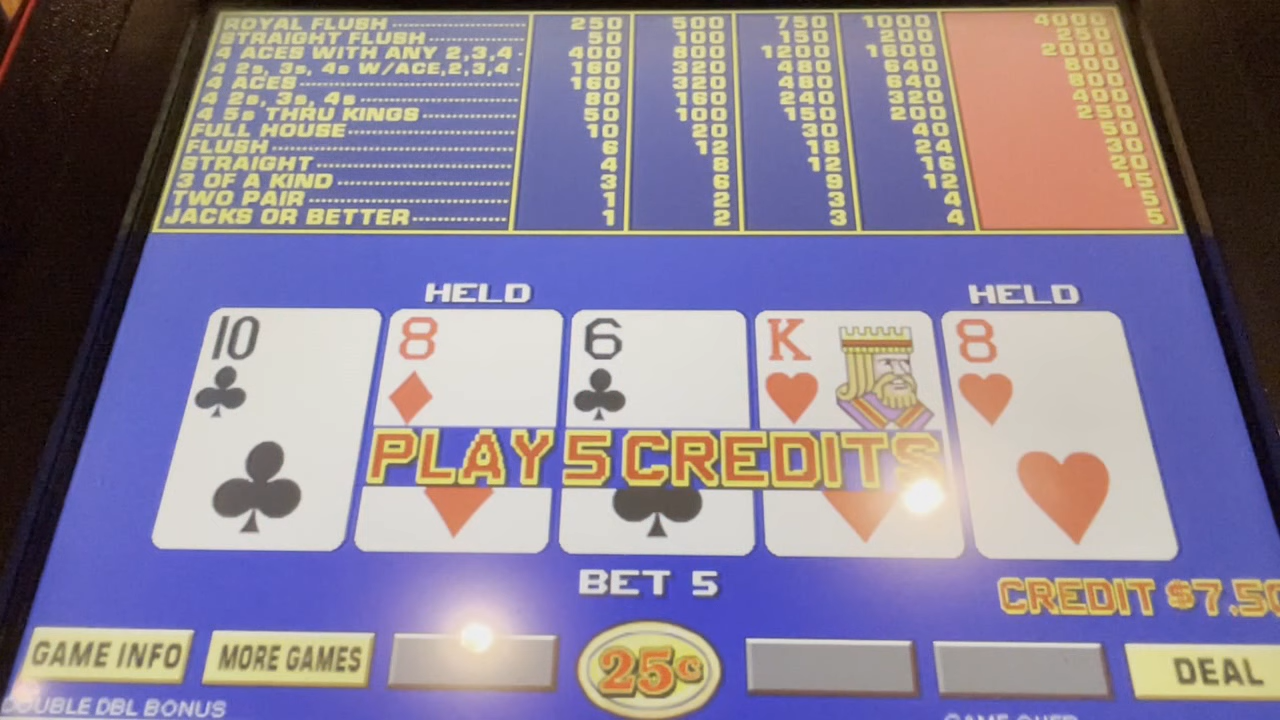 ROYAL FLUSH 250 500 750 1000 4000
STRAIGHT FLUSH 50 100 150 200 250
4 ACES WITH ANY 2,3,4 400 800 1200 1600 2000
4 2s, 3s, 4s W/ACE,2,3,4 160 320 480 640 800
4 ACES 160 320 480 640 800
4 2s, 3s, 4s 80 160 240 320 400
4 5s THRU KINGS 50 100 150 200 250
FULL HOUSE 10 20 30 40 50
FLUSH 6 12 18 24 30
STRAIGHT 4 8 12 16 20
3 OF A KIND 3 6 9 12 15
TWO PAIR 1 2 3 4 5
JACKS OR BETTER 1 2 3 4 5
HELD HELD
10 8 6 K 8
PLAY 5 CREDITS
BET 5
CREDIT $7.50
GAME INFO MORE GAMES 25¢ DEAL
DOUBLE DBL BONUS GAME OVER